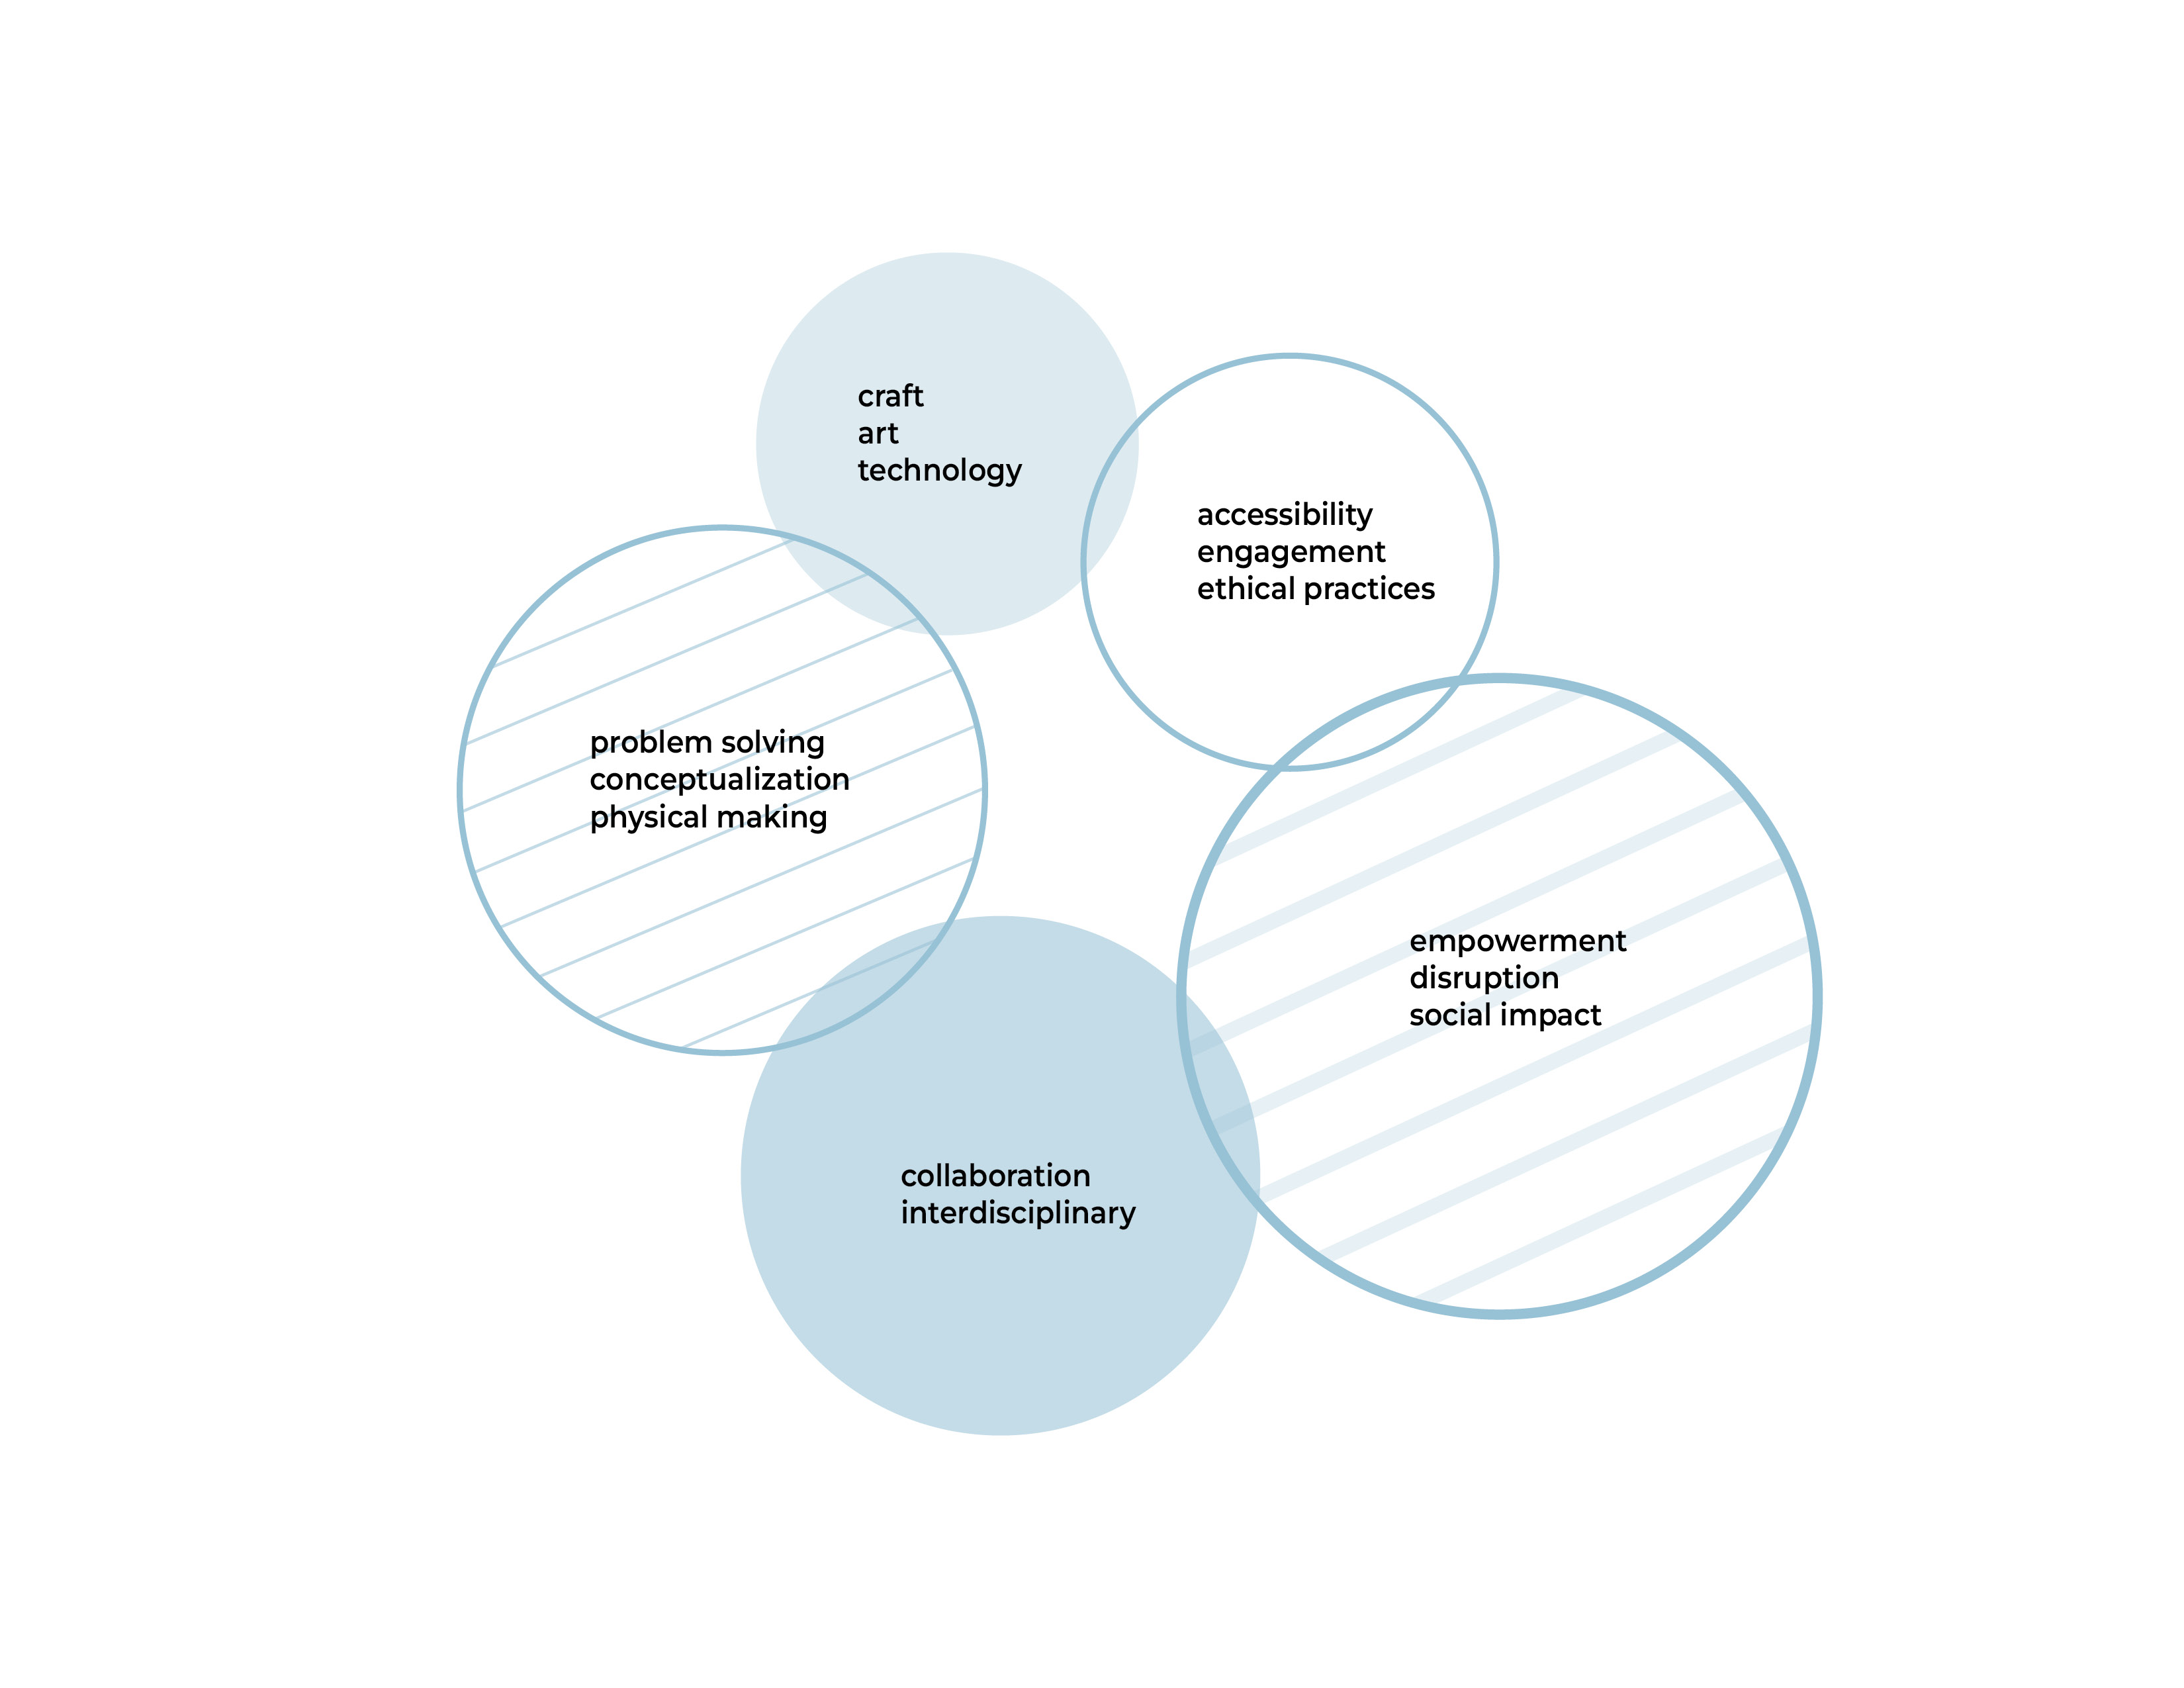 craft
art
technology
accessibility
engagement
ethical practices
problem solving
conceptualization
physical making
empowerment
disruption
social impact
collaboration
interdisciplinary